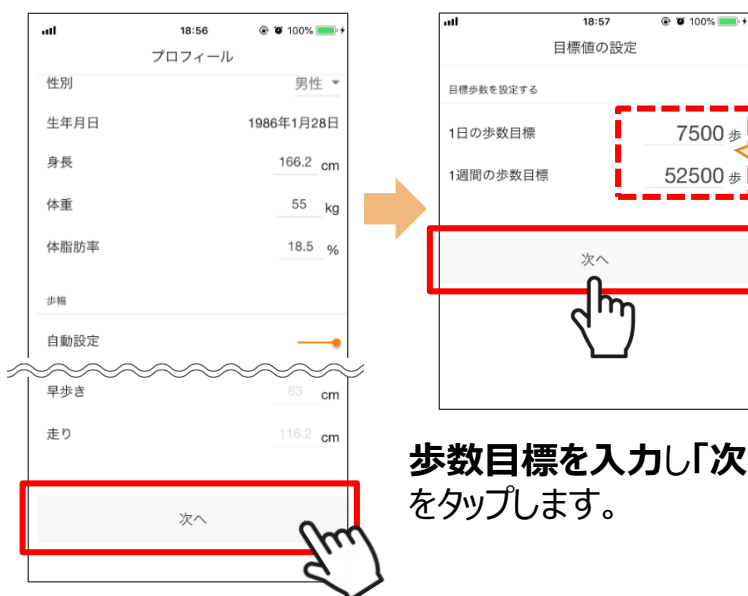 18:56
100%
プロフィール
性別 男性
生年月日 1986年1月28日
身長 166.2 cm
体重 55 kg
体脂肪率 18.5 %
歩幅
自動設定
早歩き 83 cm
走り 116.2 cm
次へ
18:57
100%
目標値の設定
目標歩数を設定する
1日の歩数目標 7500 歩
1週間の歩数目標 52500 歩
次へ
歩数目標を入力し「次
をタップします。